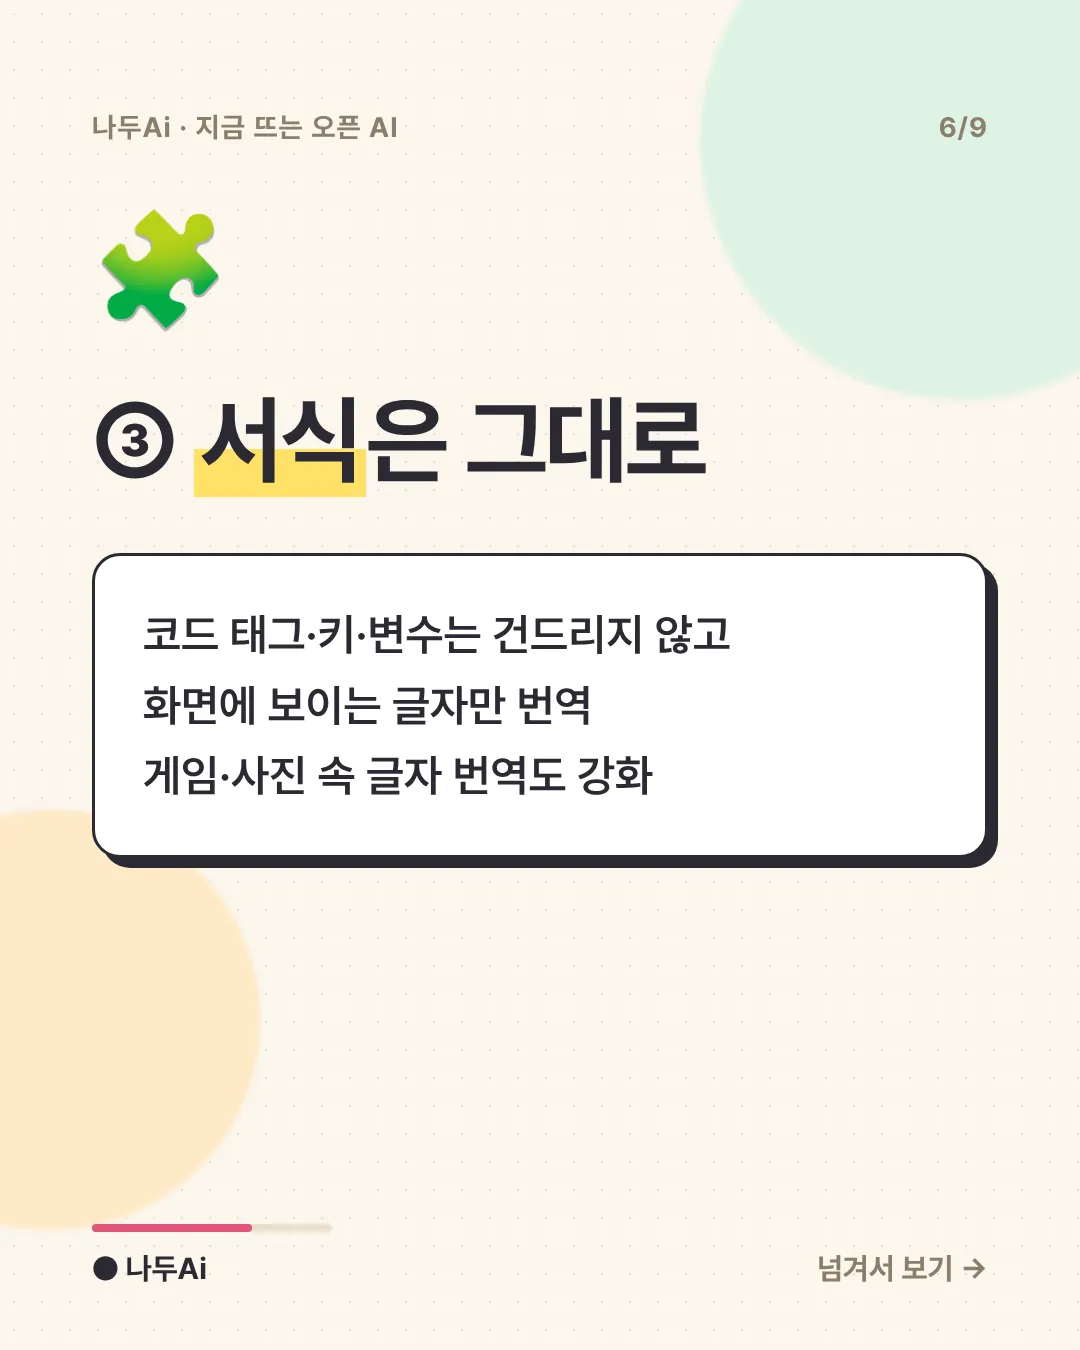 나두Ai · 지금 뜨는 오픈 AI
6/9
③ 서식은 그대로
코드 태그·키·변수는 건드리지 않고
화면에 보이는 글자만 번역
게임·사진 속 글자 번역도 강화
나두Ai
넘겨서 보기 →